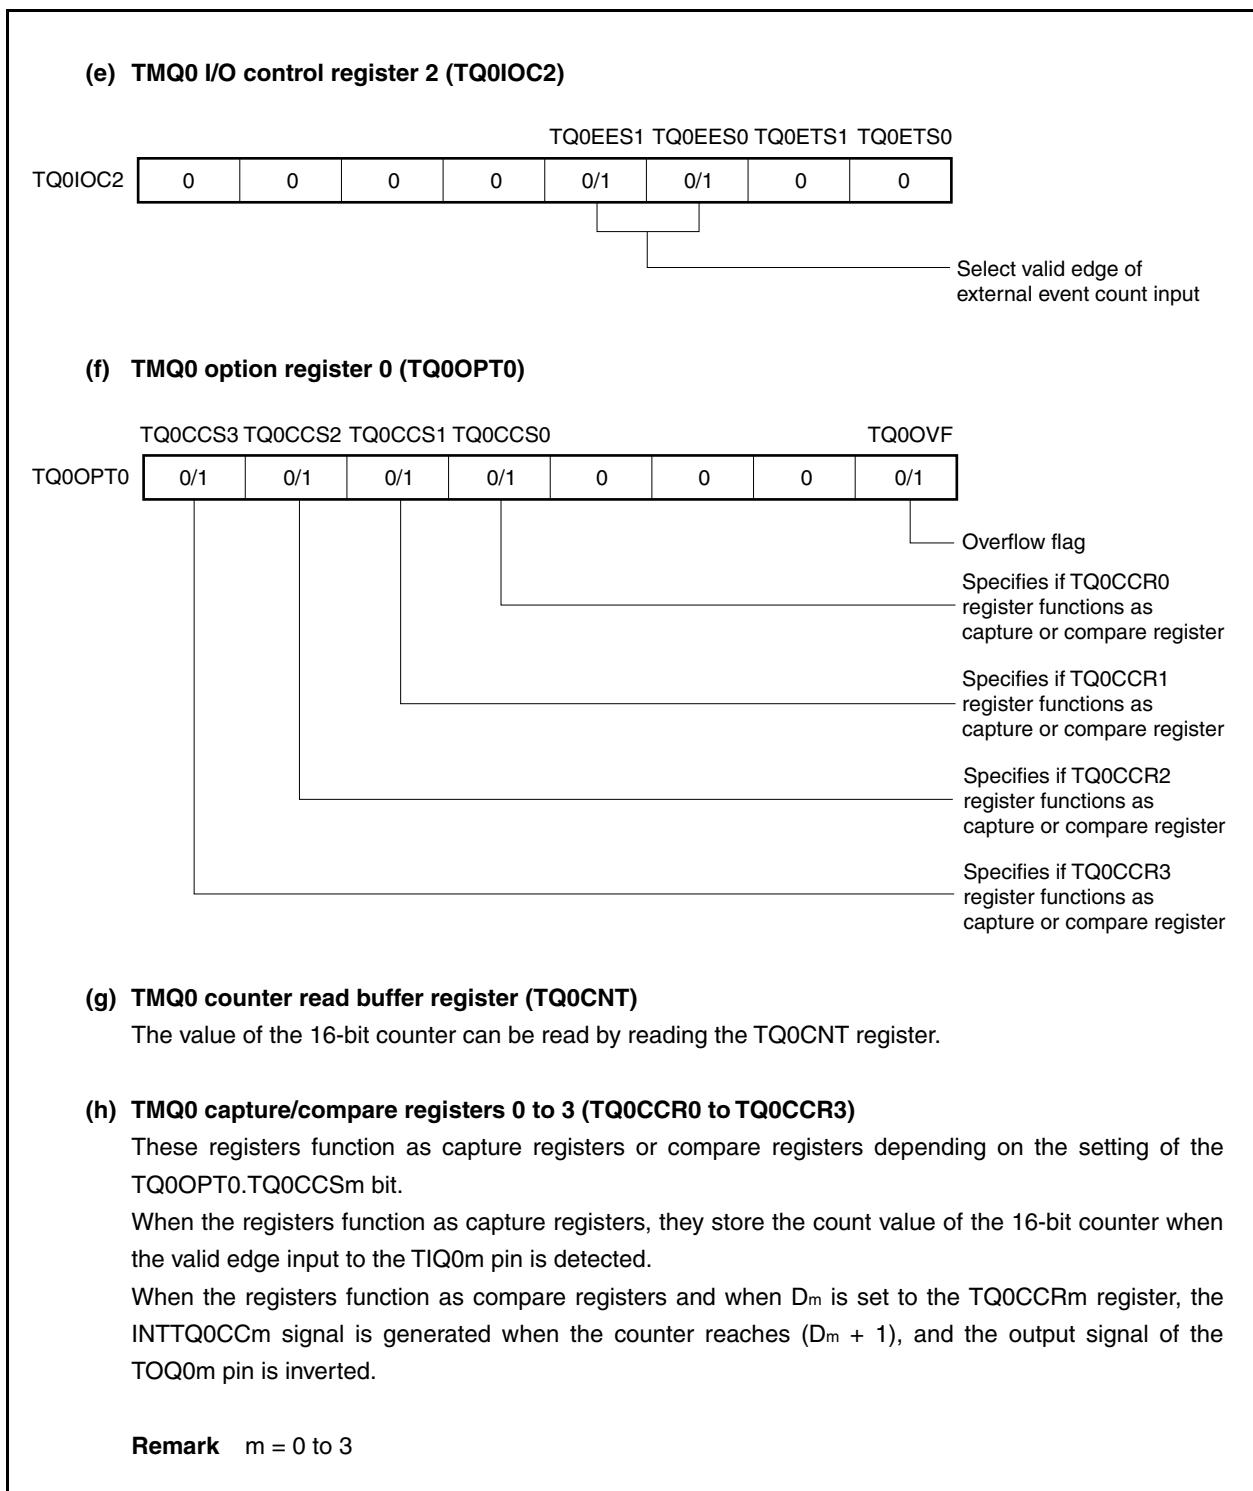 (e) TMQ0 I/O control register 2 (TQ0IOC2)
TQ0EES1 TQ0EES0 TQ0ETS1 TQ0ETS0
TQ0IOC2 0 0 0 0 0/1 0/1 0 0
Select valid edge of
external event count input
(f) TMQ0 option register 0 (TQ0OPT0)
TQ0CCS3 TQ0CCS2 TQ0CCS1 TQ0CCS0 TQ0OVF
TQ0OPT0 0/1 0/1 0/1 0/1 0 0 0 0/1
Overflow flag
Specifies if TQ0CCR0
register functions as
capture or compare register
Specifies if TQ0CCR1
register functions as
capture or compare register
Specifies if TQ0CCR2
register functions as
capture or compare register
Specifies if TQ0CCR3
register functions as
capture or compare register
(g) TMQ0 counter read buffer register (TQ0CNT)
The value of the 16-bit counter can be read by reading the TQ0CNT register.
(h) TMQ0 capture/compare registers 0 to 3 (TQ0CCR0 to TQ0CCR3)
These registers function as capture registers or compare registers depending on the setting of the
TQ0OPT0.TQ0CCSm bit.
When the registers function as capture registers, they store the count value of the 16-bit counter when
the valid edge input to the TIQ0m pin is detected.
When the registers function as compare registers and when Dm is set to the TQ0CCRm register, the
INTTQ0CCm signal is generated when the counter reaches (Dm + 1), and the output signal of the
TOQ0m pin is inverted.
Remark m = 0 to 3